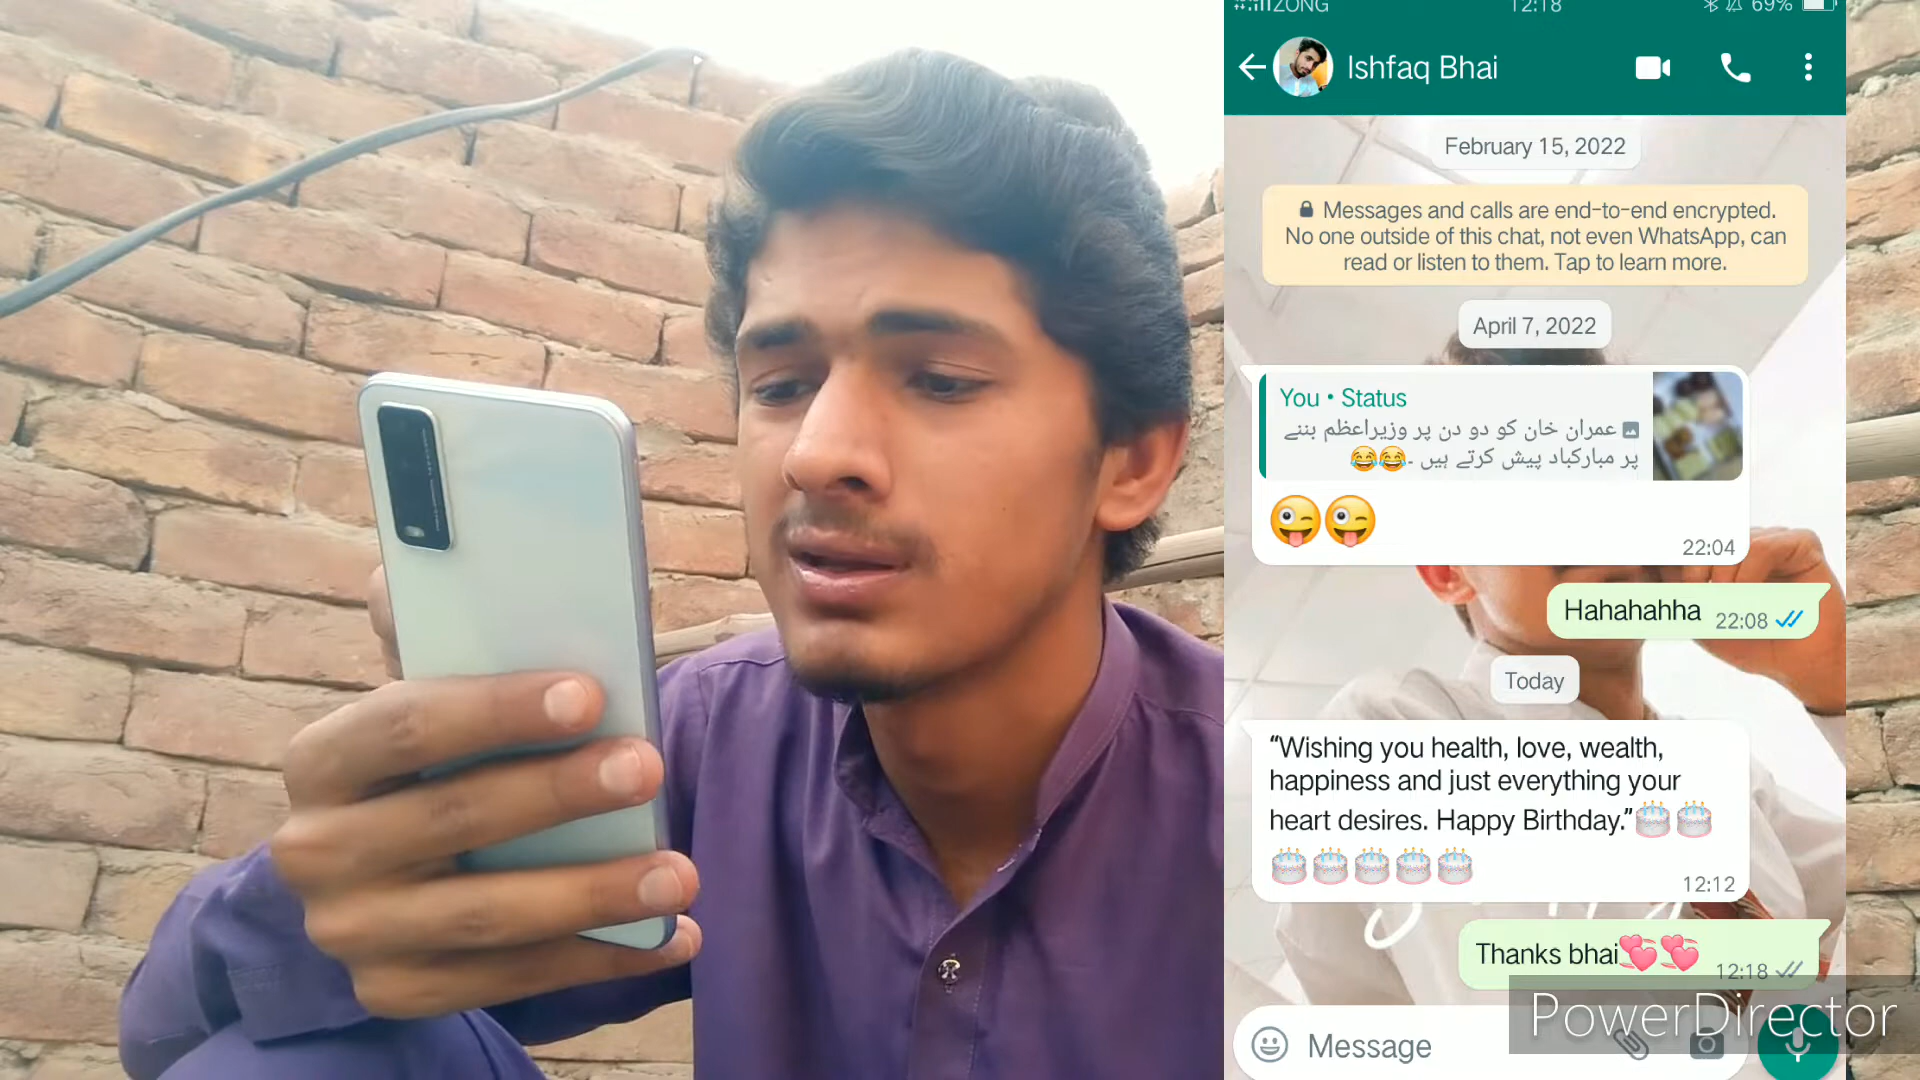 ZONG
12:18
69%
Ishfaq Bhai
February 15, 2022
Messages and calls are end-to-end encrypted.
No one outside of this chat, not even WhatsApp, can
read or listen to them. Tap to learn more.
April 7, 2022
You • Status
عمران خان کو دو دن پر وزیراعظم بننے
پر مبارکباد پیش کرتے ہیں ۔😂😂
😜😜
22:04
Hahahahha 22:08
Today
“Wishing you health, love, wealth,
happiness and just everything your
heart desires. Happy Birthday.”🎂🎂
🎂🎂🎂🎂🎂
12:12
Thanks bhai💞💞 12:18
PowerDirector
Message